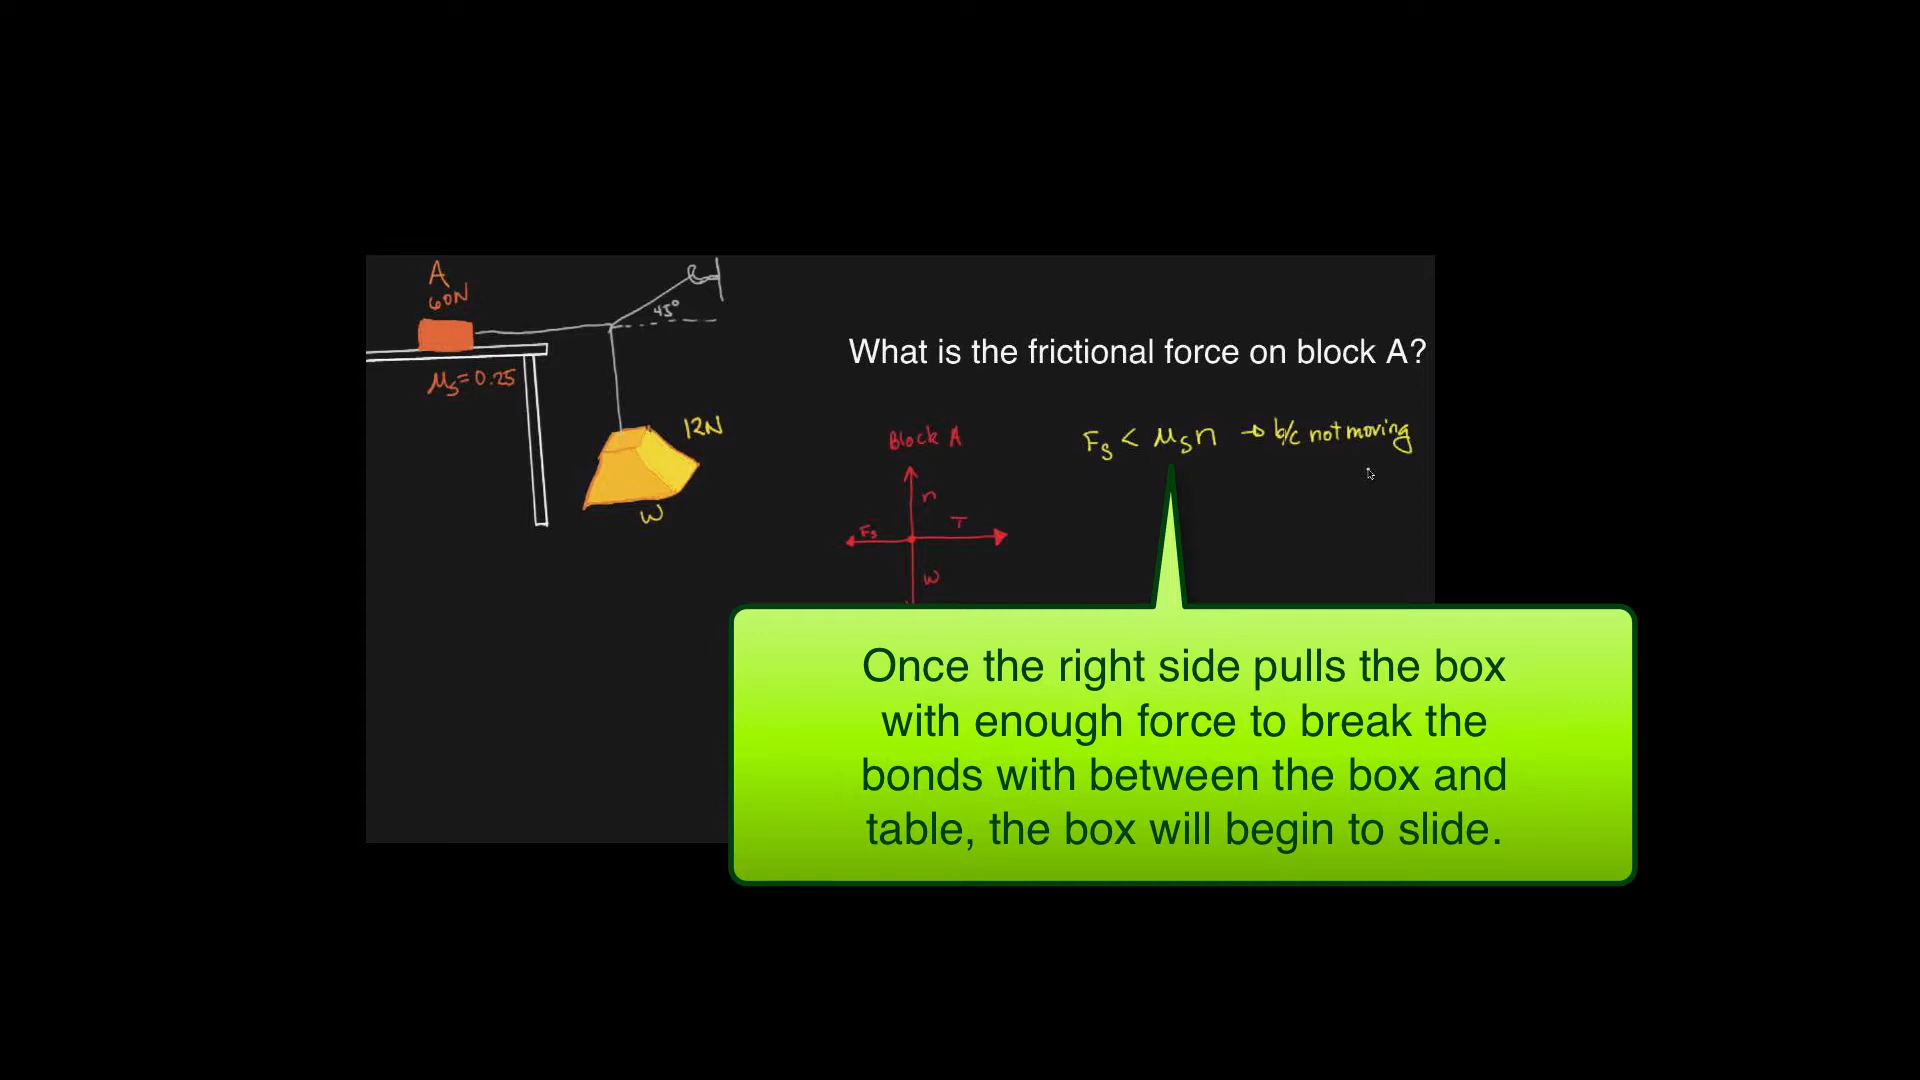 A
60N
45°
μs=0.25
12N
W
What is the frictional force on block A?
Block A
n
Fs
T
W
Fs < μsn → b/c not moving
Once the right side pulls the box
with enough force to break the
bonds with between the box and
table, the box will begin to slide.